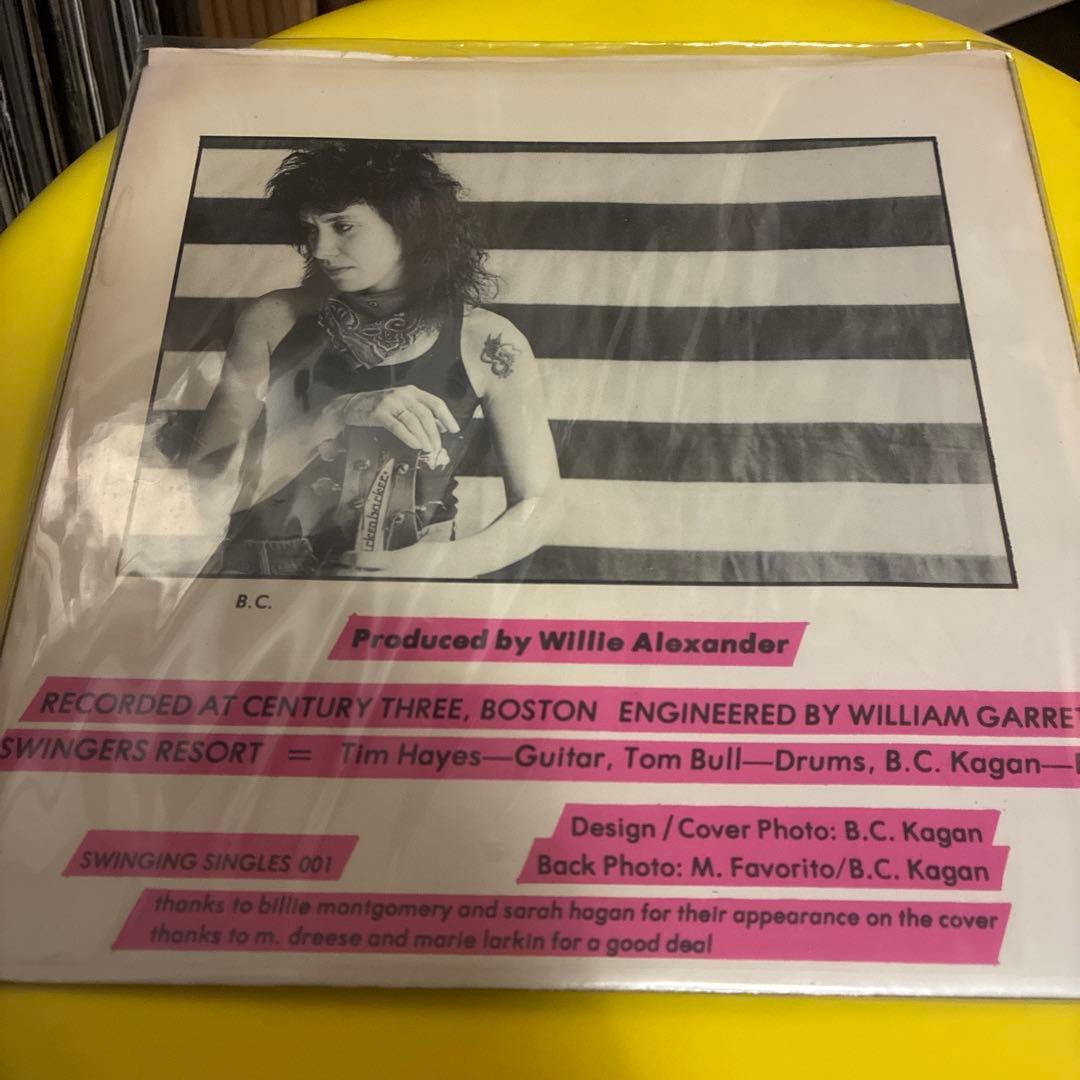 ickenbacker
B.C.
Produced by Willie Alexander
RECORDED AT CENTURY THREE, BOSTON ENGINEERED BY WILLIAM GARRET
SWINGERS RESORT = Tim Hayes—Guitar, Tom Bull—Drums, B.C. Kagan—
Design / Cover Photo: B.C. Kagan
Back Photo: M. Favorito/B.C. Kagan
SWINGING SINGLES 001
thanks to billie montgomery and sarah hagan for their appearance on the cover
thanks to m. dreese and marie larkin for a good deal